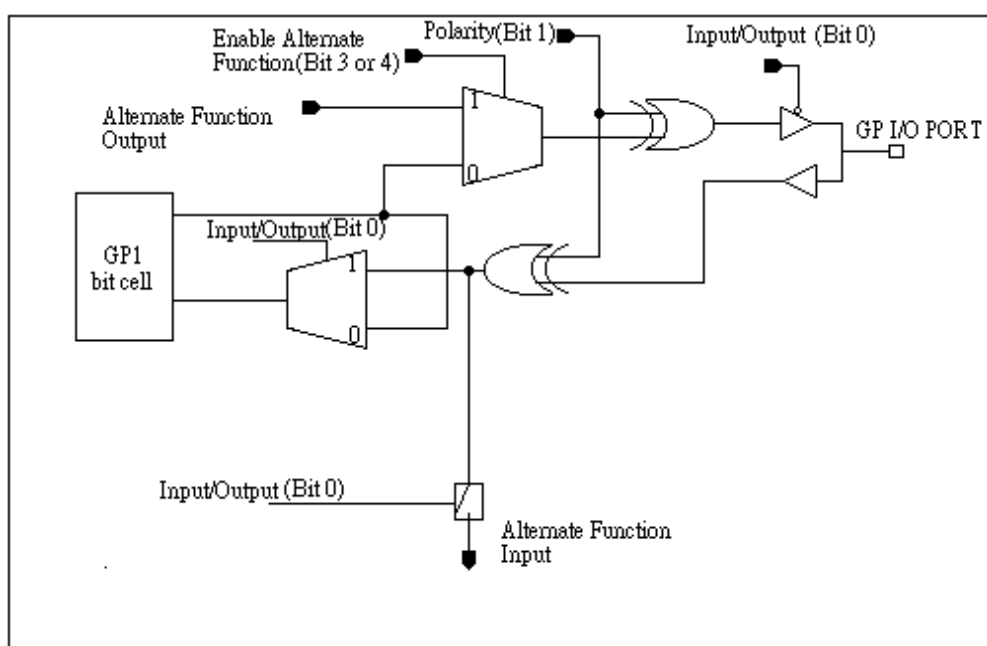 Polarity(Bit 1)
Enable Alternate
Function(Bit 3 or 4)
Input/Output (Bit 0)
1
Alternate Function
Output
GP I/O PORT
0
Input/Output(Bit 0)
GP1
bit cell
1
0
Input/Output (Bit 0)
Alternate Function
Input